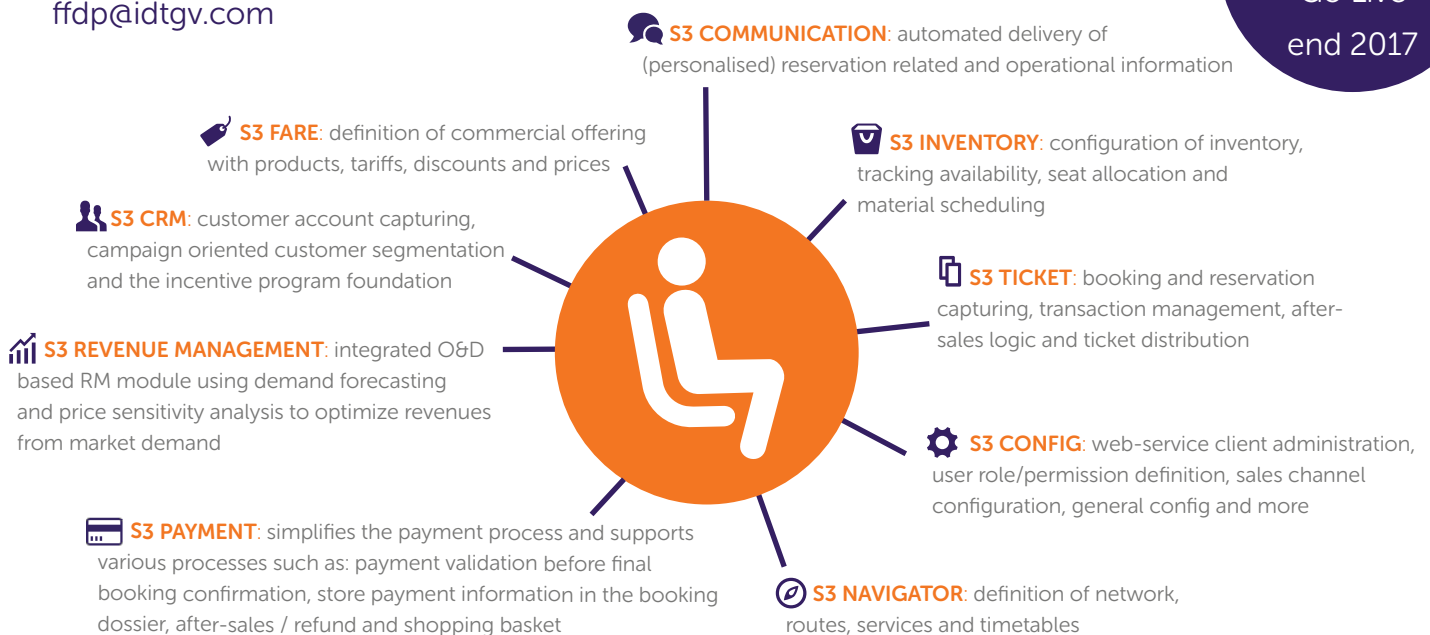 ffdp@idtgv.com
end 2017
S3 COMMUNICATION: automated delivery of
(personalised) reservation related and operational information
S3 FARE: definition of commercial offering
with products, tariffs, discounts and prices
S3 INVENTORY: configuration of inventory,
tracking availability, seat allocation and
material scheduling
S3 CRM: customer account capturing,
campaign oriented customer segmentation
and the incentive program foundation
S3 TICKET: booking and reservation
capturing, transaction management, after-
sales logic and ticket distribution
S3 REVENUE MANAGEMENT: integrated O&D
based RM module using demand forecasting
and price sensitivity analysis to optimize revenues
from market demand
S3 CONFIG: web-service client administration,
user role/permission definition, sales channel
configuration, general config and more
S3 PAYMENT: simplifies the payment process and supports
various processes such as: payment validation before final
booking confirmation, store payment information in the booking
dossier, after-sales / refund and shopping basket
S3 NAVIGATOR: definition of network,
routes, services and timetables